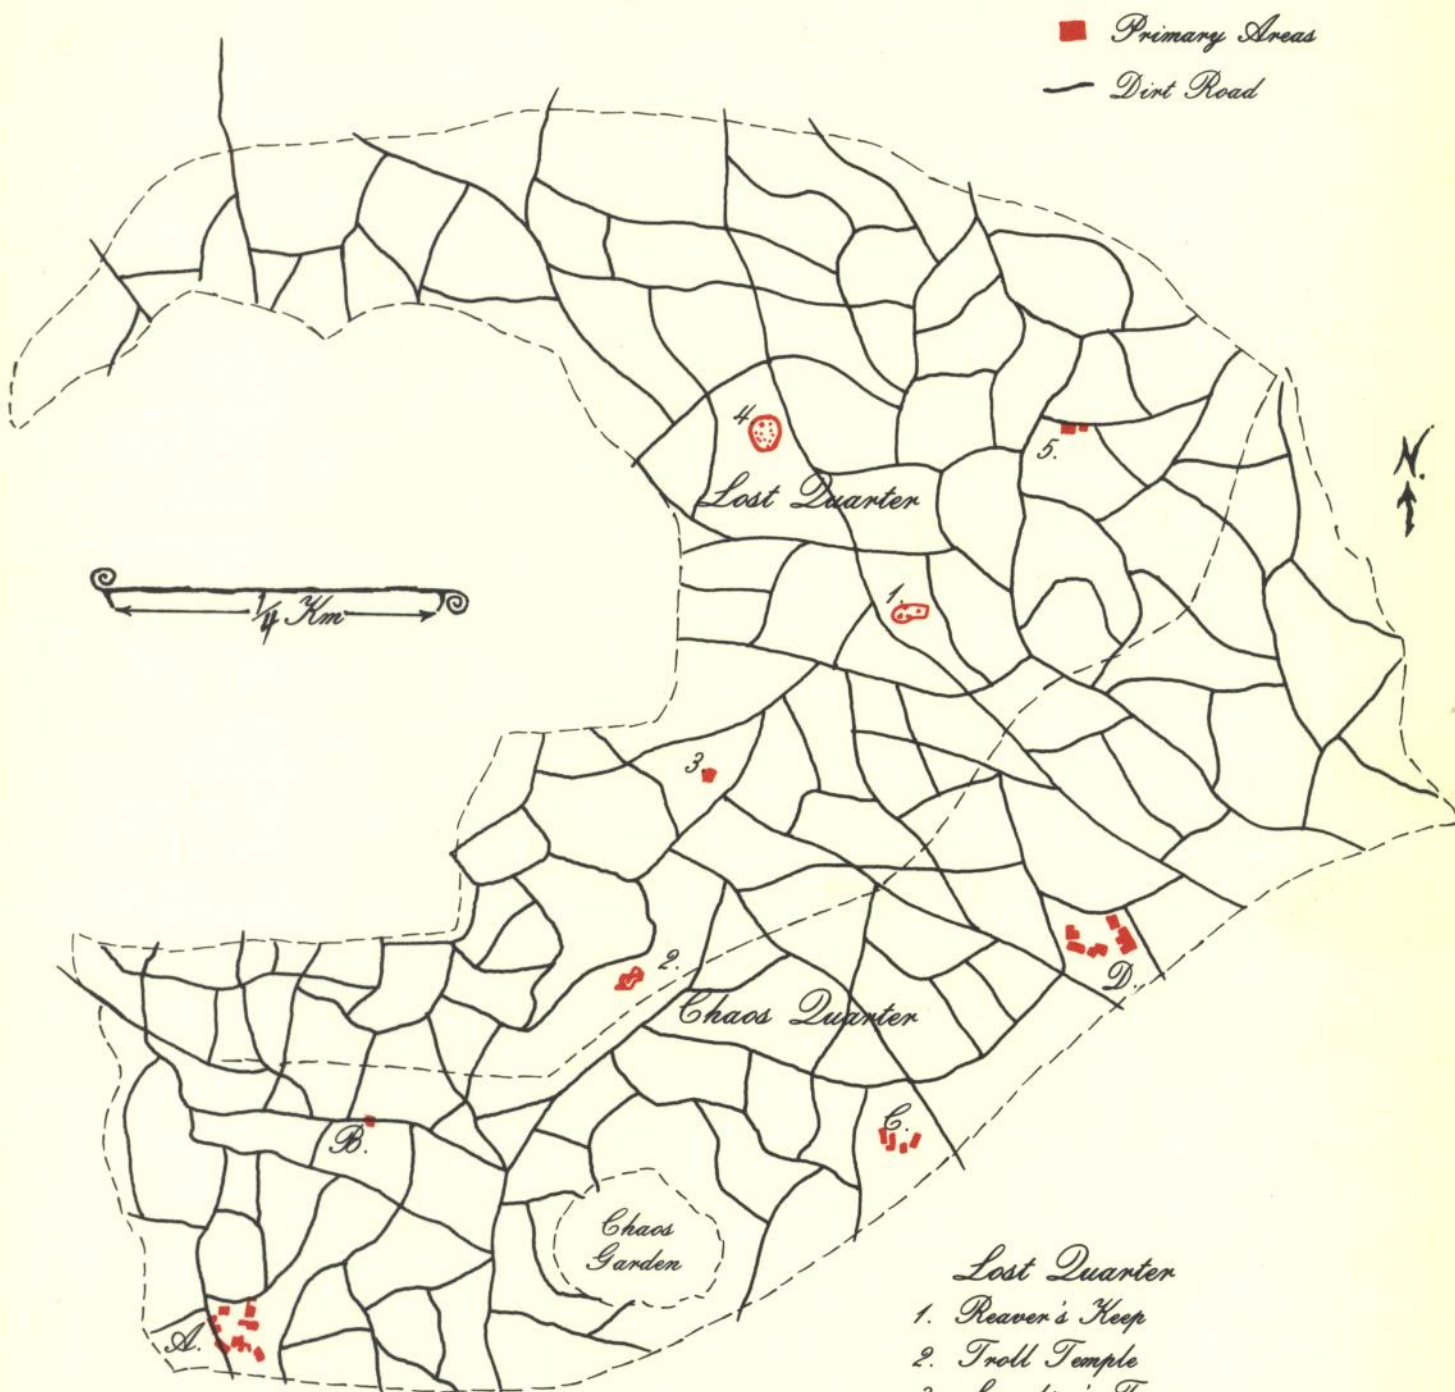 Primary Areas
Dirt Road
N.
4.
5.
Lost Quarter
1/4 Km
1.
3.
2.
D.
Chaos Quarter
C.
B.
Chaos
Garden
A.
Lost Quarter
1. Reaver's Keep
2. Troll Temple